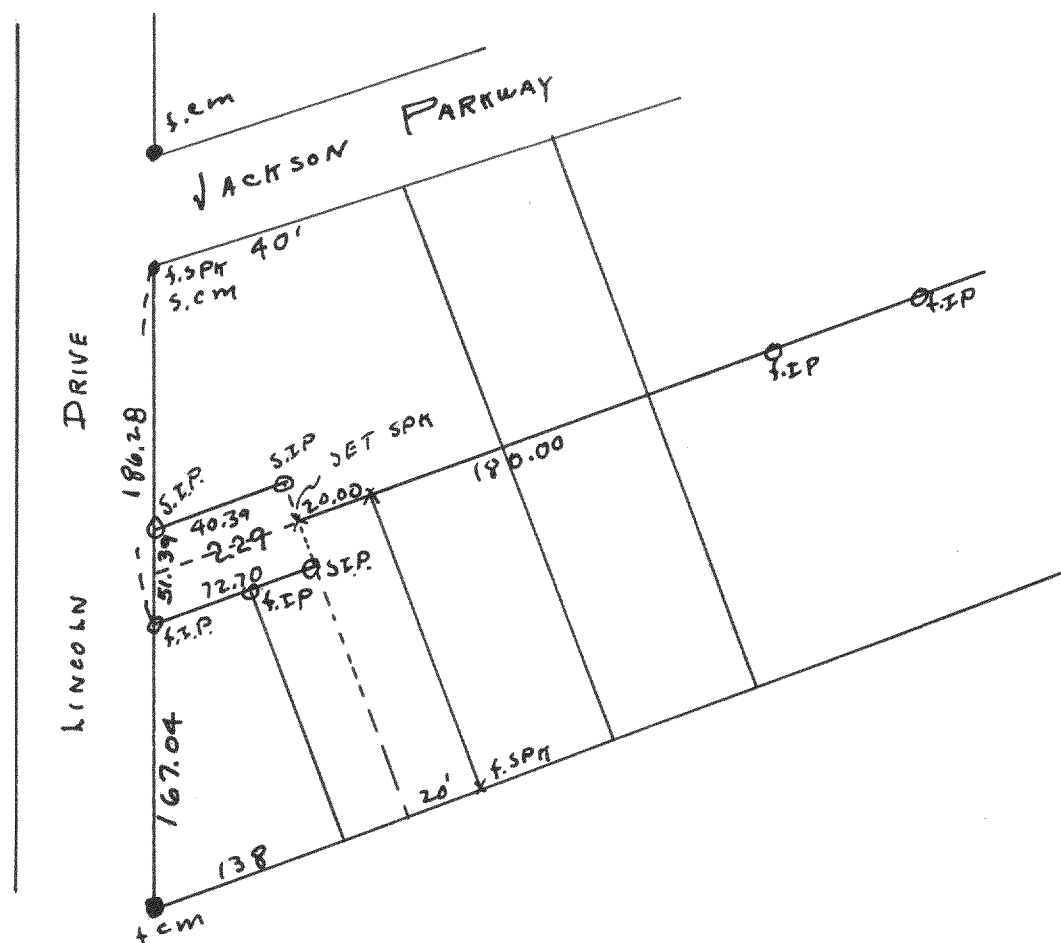 f.cm
JACKSON PARKWAY
40'
f.SPK
S.cm
LINCOLN DRIVE
186.28
S.I.P.
S.I.P
SET SPK
40.39
20.00
180.00
f.IP
f.IP
229
51.39
72.70
f.IP
S.I.P.
f.I.P.
167.04
f.SPK
20'
138
f cm